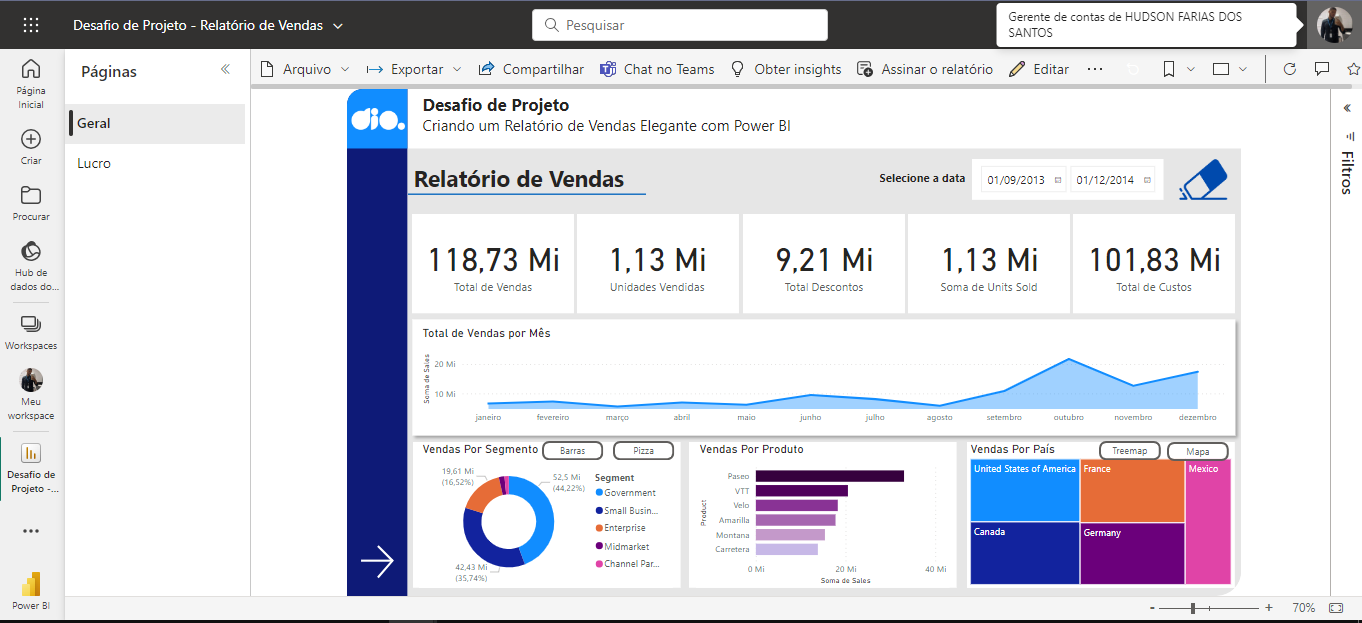 Desafio de Projeto - Relatório de Vendas
Pesquisar
Gerente de contas de HUDSON FARIAS DOS
SANTOS
Página
Inicial
Criar
Procurar
Hub de
dados do...
Workspaces
Meu
workspace
Desafio de
Projeto -...
Power BI
Páginas
Geral
Lucro
Arquivo
Exportar
Compartilhar
Chat no Teams
Obter insights
Assinar o relatório
Editar
Filtros
dio.
Desafio de Projeto
Criando um Relatório de Vendas Elegante com Power BI
Relatório de Vendas
Selecione a data
01/09/2013
01/12/2014
118,73 Mi
Total de Vendas
1,13 Mi
Unidades Vendidas
9,21 Mi
Total Descontos
1,13 Mi
Soma de Units Sold
101,83 Mi
Total de Custos
Total de Vendas por Mês
Soma de Sales
20 Mi
10 Mi
janeiro
fevereiro
março
abril
maio
junho
julho
agosto
setembro
outubro
novembro
dezembro
Vendas Por Segmento
Barras
Pizza
19,61 Mi
(16,52%)
52,5 Mi
(44,22%)
42,43 Mi
(35,74%)
Segment
Government
Small Busin...
Enterprise
Midmarket
Channel Par...
Vendas Por Produto
Product
Paseo
VTT
Velo
Amarilla
Montana
Carretera
0 Mi
20 Mi
40 Mi
Soma de Sales
Vendas Por País
Treemap
Mapa
United States of America
France
Mexico
Canada
Germany
- + 70%